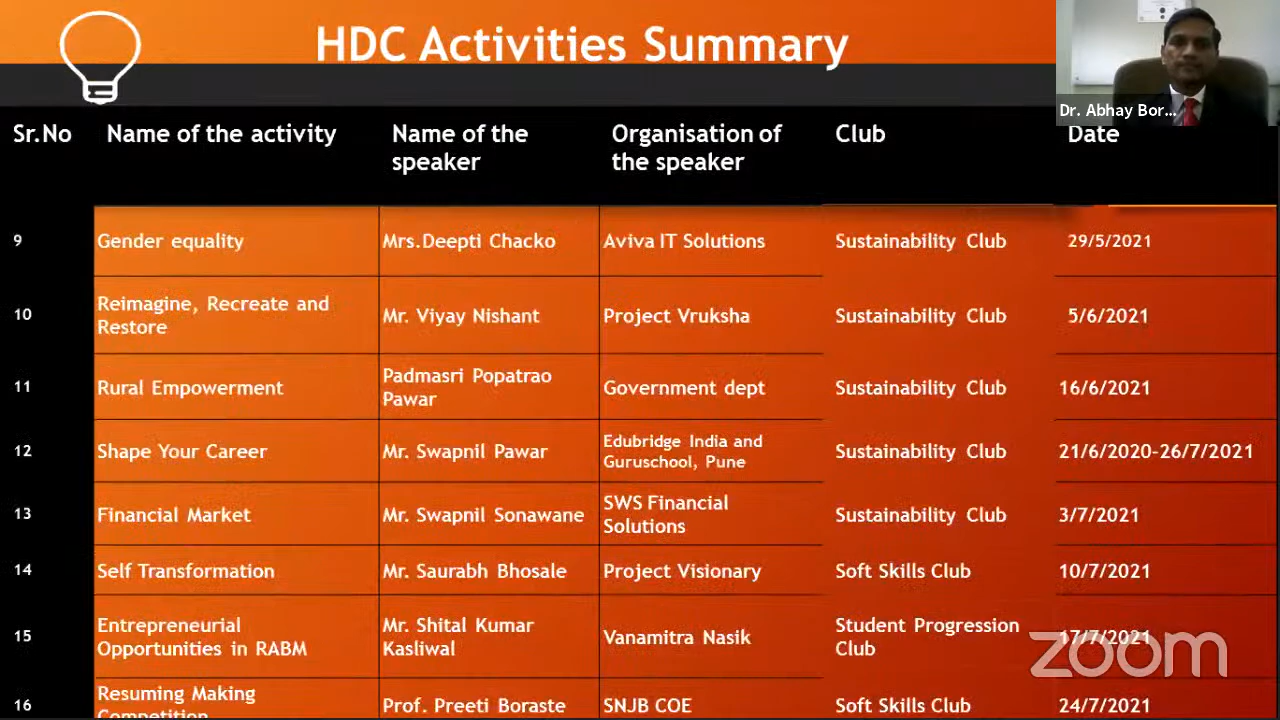 HDC Activities Summary
Dr. Abhay Bor...
Sr.No Name of the activity Name of the speaker Organisation of the speaker Club Date
9 Gender equality Mrs.Deepti Chacko Aviva IT Solutions Sustainability Club 29/5/2021
10 Reimagine, Recreate and Restore Mr. Viyay Nishant Project Vruksha Sustainability Club 5/6/2021
11 Rural Empowerment Padmasri Popatrao Pawar Government dept Sustainability Club 16/6/2021
12 Shape Your Career Mr. Swapnil Pawar Edubridge India and Guruschool, Pune Sustainability Club 21/6/2020-26/7/2021
13 Financial Market Mr. Swapnil Sonawane SWS Financial Solutions Sustainability Club 3/7/2021
14 Self Transformation Mr. Saurabh Bhosale Project Visionary Soft Skills Club 10/7/2021
15 Entrepreneurial Opportunities in RABM Mr. Shital Kumar Kasliwal Vanamitra Nasik Student Progression Club 17/7/2021
zoom
16 Resuming Making Competition Prof. Preeti Boraste SNJB COE Soft Skills Club 24/7/2021